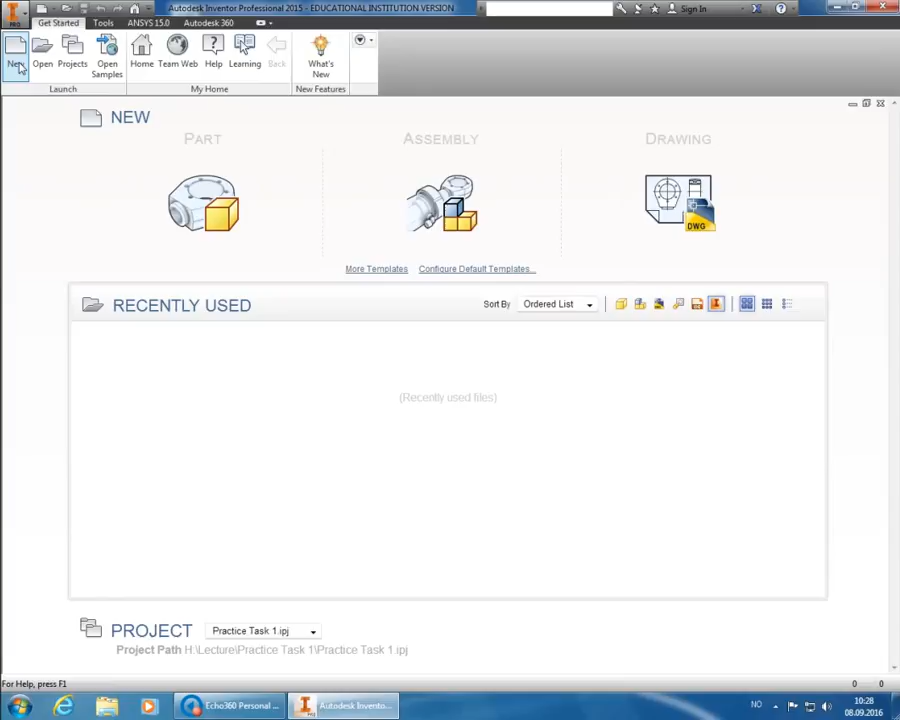 Autodesk Inventor Professional 2015 - EDUCATIONAL INSTITUTION VERSION
Sign In
PRO
Get Started Tools ANSYS 15.0 Autodesk 360
New Open Projects Open Samples Home Team Web Help Learning Back What's New
Launch My Home New Features
NEW
PART ASSEMBLY DRAWING
DWG
More Templates Configure Default Templates...
RECENTLY USED Sort By Ordered List
(Recently used files)
PROJECT Practice Task 1.ipj
Project Path H:\Lecture\Practice Task 1\Practice Task 1.ipj
For Help, press F1 0 0
Echo360 Personal ... Autodesk Invento... NO 10:28
08.09.2016